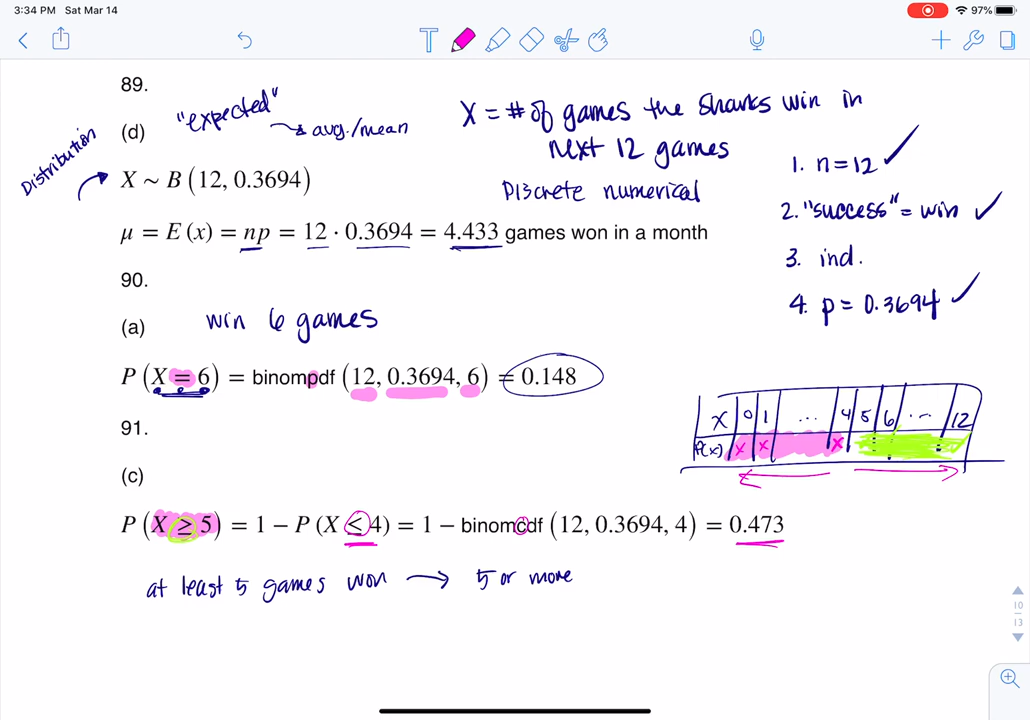 3:34 PM Sat Mar 14
97%
T
89.
(d) "expected"
avg./mean
X = # of games the Sharks win in
next 12 games
Discrete numerical
Distribution
X ∼ B (12, 0.3694)
μ = E (x) = np = 12 · 0.3694 = 4.433 games won in a month
1. n = 12 ✓
2. "success" = win ✓
3. ind.
4. p = 0.3694 ✓
90.
(a) win 6 games
P (X = 6) = binompdf (12, 0.3694, 6) = 0.148
X 0 1 ... 4 5 6 ... 12
P(x) x x x
91.
(c)
P (X ≥ 5) = 1 − P (X ≤ 4) = 1 − binomcdf (12, 0.3694, 4) = 0.473
at least 5 games won → 5 or more
10
13